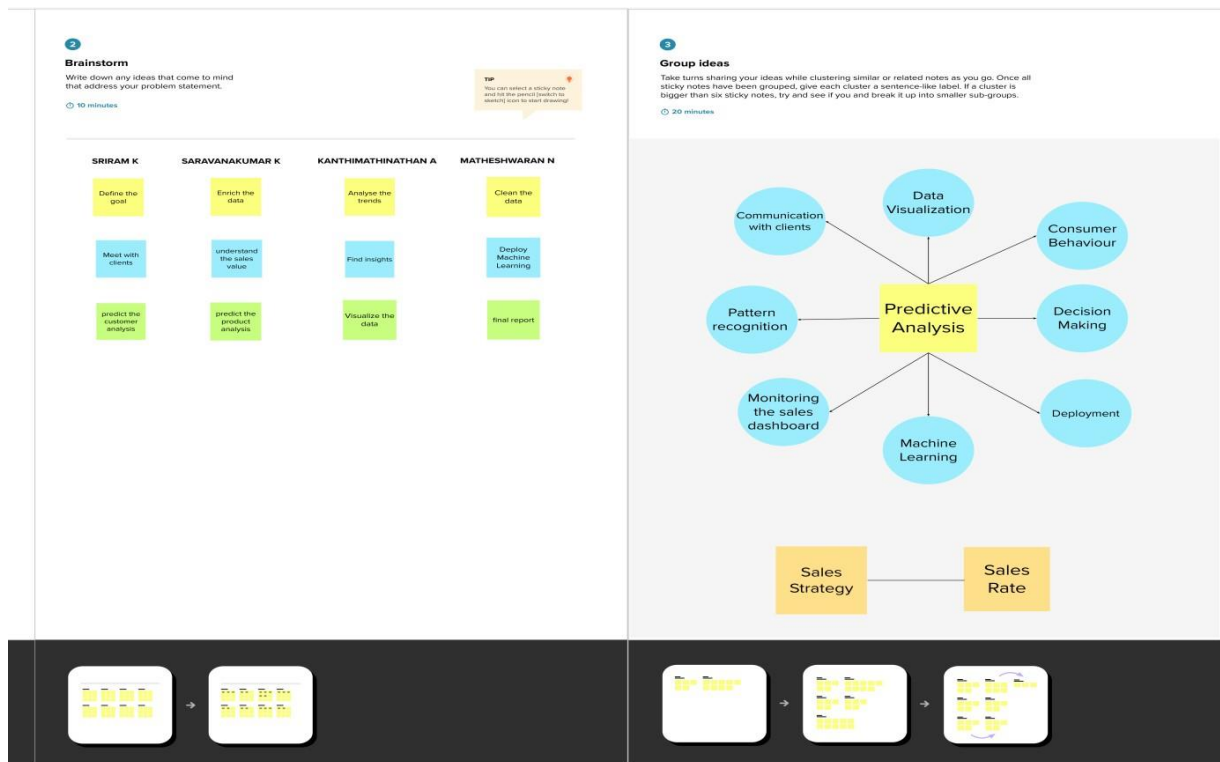 2
Brainstorm
Write down any ideas that come to mind
that address your problem statement.
10 minutes
TIP
You can select a sticky note
and hit the pencil [switch to
sketch] icon to start drawing!
SRIRAM K
SARAVANAKUMAR K
KANTHIMATHINATHAN A
MATHESHWARAN N
Define the
goal
Enrich the
data
Analyse the
trends
Clean the
data
Meet with
clients
understand
the sales
value
Find insights
Deploy
Machine
Learning
predict the
customer
analysis
predict the
product
analysis
Visualize the
data
final report
3
Group ideas
Take turns sharing your ideas while clustering similar or related notes as you go. Once all
sticky notes have been grouped, give each cluster a sentence-like label. If a cluster is
bigger than six sticky notes, try and see if you and break it up into smaller sub-groups.
20 minutes
Communication
with clients
Data
Visualization
Consumer
Behaviour
Pattern
recognition
Predictive
Analysis
Decision
Making
Monitoring
the sales
dashboard
Machine
Learning
Deployment
Sales
Strategy
Sales
Rate